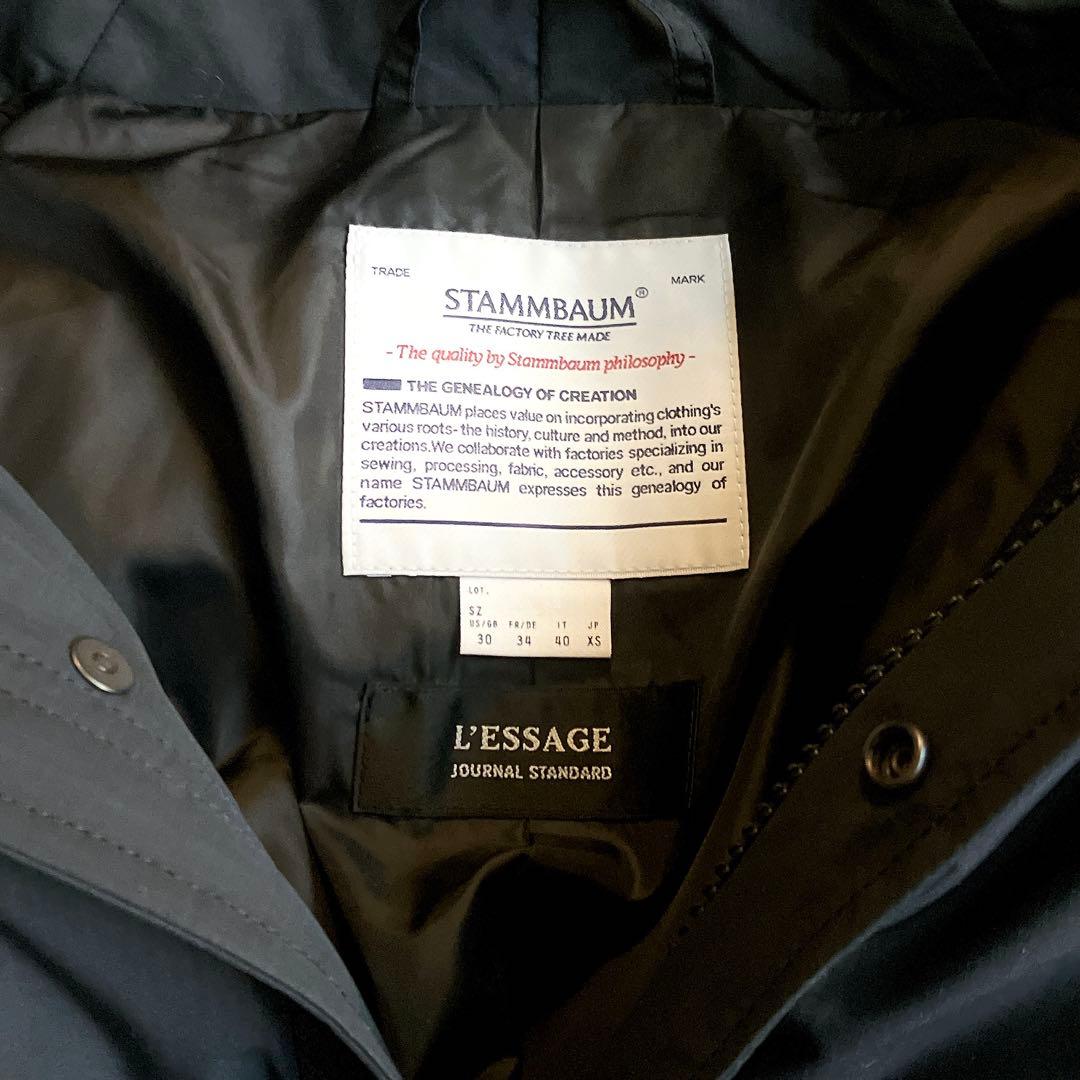 TRADE MARK
STAMMBAUM®
THE FACTORY TREE MADE
- The quality by Stammbaum philosophy -
THE GENEALOGY OF CREATION
STAMMBAUM places value on incorporating clothing's
various roots- the history, culture and method, into our
creations.We collaborate with factories specializing in
sewing, processing, fabric, accessory etc., and our
name STAMMBAUM expresses this genealogy of
factories.
LOT.
SZ
US/GB FR/DE IT JP
30 34 40 XS
L'ESSAGE
JOURNAL STANDARD